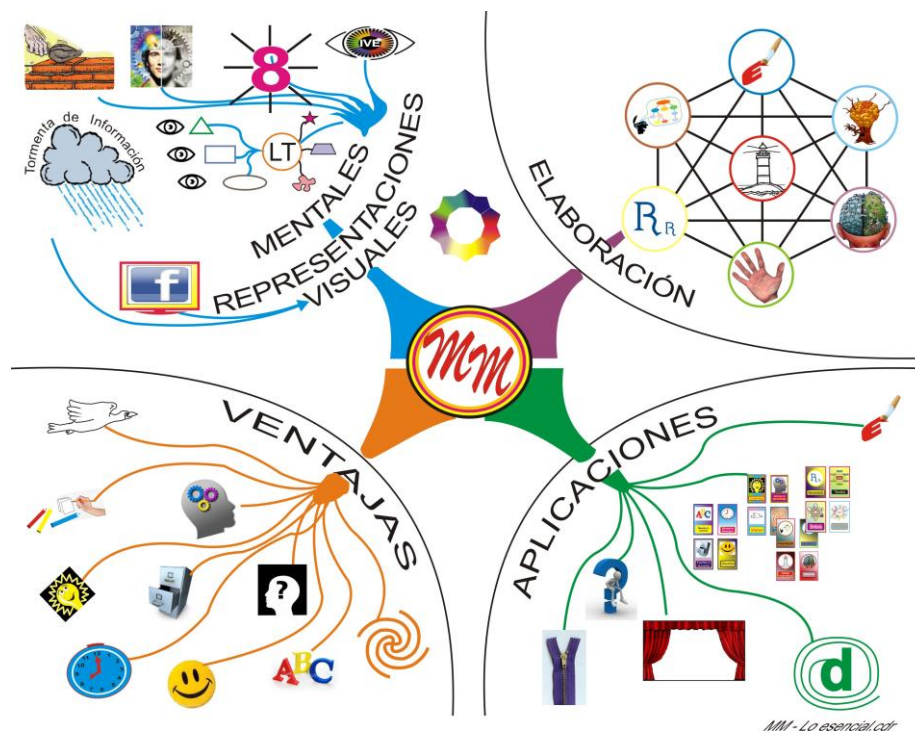 IVE
8
Tormenta de Información
LT
MENTALES
REPRESENTACIONES
VISUALES
f
ELABORACIÓN
E
R R
MM
VENTAJAS
?
ABC
APLICACIONES
E
?
d
MM - Lo esencial.cdr